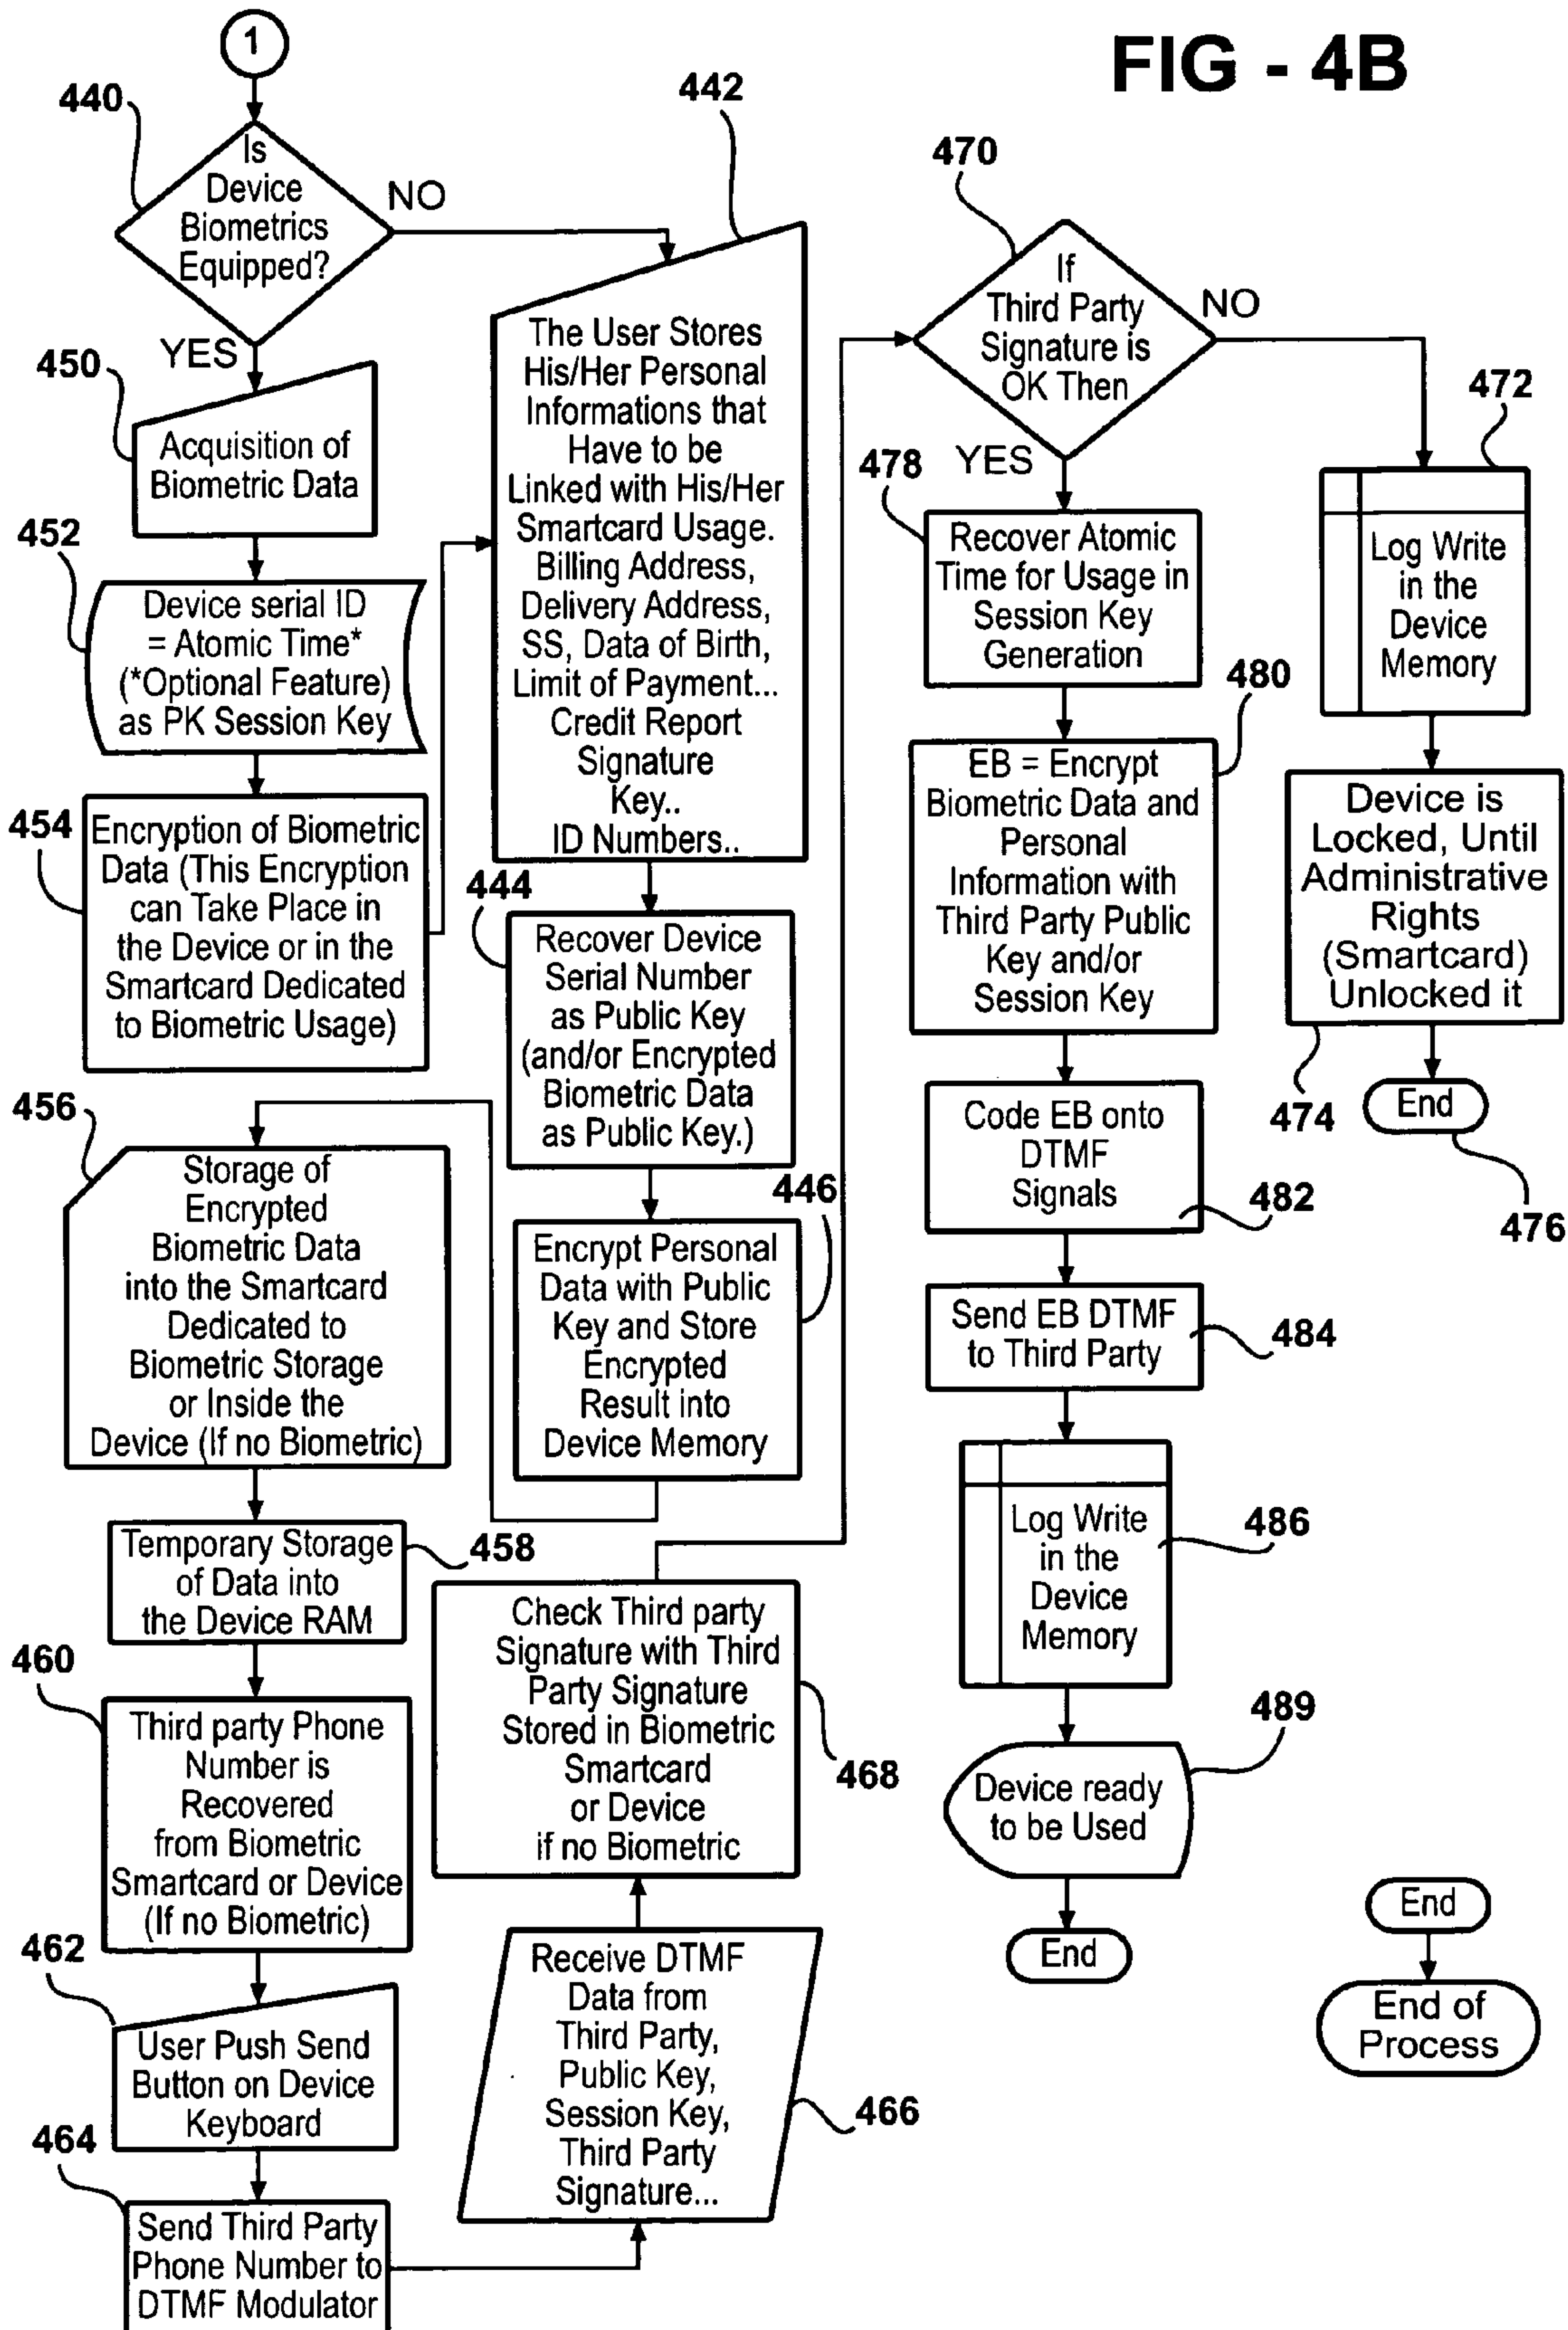 FIG - 4B
1
440
Is
Device
Biometrics
Equipped?
NO
YES
450
Acquisition of
Biometric Data
452
Device serial ID
= Atomic Time*
(*Optional Feature)
as PK Session Key
454
Encryption of Biometric
Data (This Encryption
can Take Place in
the Device or in the
Smartcard Dedicated
to Biometric Usage)
442
The User Stores
His/Her Personal
Informations that
Have to be
Linked with His/Her
Smartcard Usage.
Billing Address,
Delivery Address,
SS, Data of Birth,
Limit of Payment...
Credit Report
Signature
Key..
ID Numbers..
444
Recover Device
Serial Number
as Public Key
(and/or Encrypted
Biometric Data
as Public Key.)
446
Encrypt Personal
Data with Public
Key and Store
Encrypted
Result into
Device Memory
456
Storage of
Encrypted
Biometric Data
into the Smartcard
Dedicated to
Biometric Storage
or Inside the
Device (If no Biometric)
458
Temporary Storage
of Data into
the Device RAM
460
Third party Phone
Number is
Recovered
from Biometric
Smartcard or Device
(If no Biometric)
462
User Push Send
Button on Device
Keyboard
464
Send Third Party
Phone Number to
DTMF Modulator
466
Receive DTMF
Data from
Third Party,
Public Key,
Session Key,
Third Party
Signature...
468
Check Third party
Signature with Third
Party Signature
Stored in Biometric
Smartcard
or Device
if no Biometric
470
If
Third Party
Signature is
OK Then
NO
YES
472
Log Write
in the
Device
Memory
474
Device is
Locked, Until
Administrative
Rights
(Smartcard)
Unlocked it
End
476
478
Recover Atomic
Time for Usage in
Session Key
Generation
480
EB = Encrypt
Biometric Data and
Personal
Information with
Third Party Public
Key and/or
Session Key
Code EB onto
DTMF
Signals
482
Send EB DTMF
to Third Party
484
Log Write
in the
Device
Memory
486
489
Device ready
to be Used
End
End
End of
Process